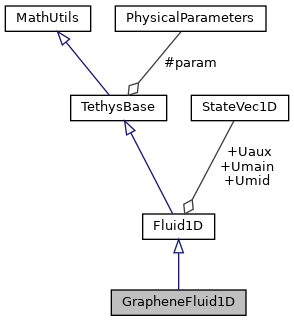 MathUtils
PhysicalParameters
#param
TethysBase
StateVec1D
+Uaux
+Umain
+Umid
Fluid1D
GrapheneFluid1D